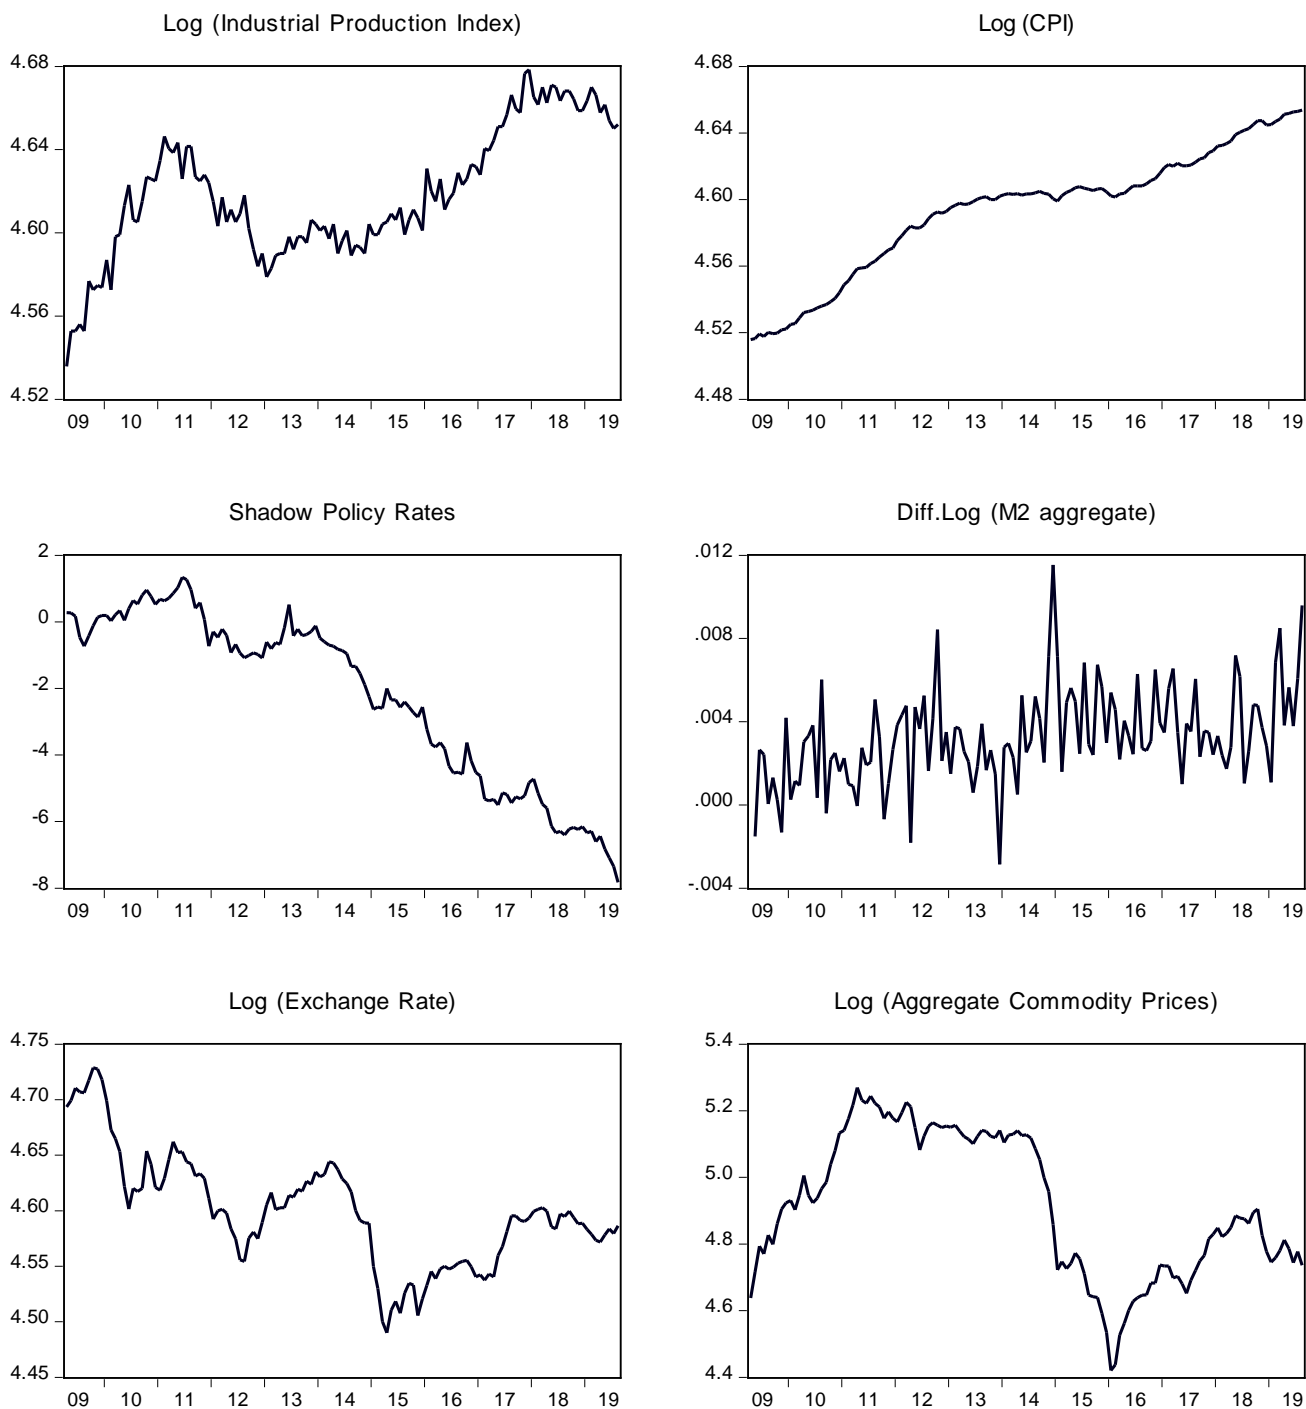 Log (Industrial Production Index)
4.68
4.64
4.60
4.56
4.52
09 10 11 12 13 14 15 16 17 18 19
Log (CPI)
4.68
4.64
4.60
4.56
4.52
4.48
09 10 11 12 13 14 15 16 17 18 19
Shadow Policy Rates
2
0
-2
-4
-6
-8
09 10 11 12 13 14 15 16 17 18 19
Diff.Log (M2 aggregate)
.012
.008
.004
.000
-.004
09 10 11 12 13 14 15 16 17 18 19
Log (Exchange Rate)
4.75
4.70
4.65
4.60
4.55
4.50
4.45
09 10 11 12 13 14 15 16 17 18 19
Log (Aggregate Commodity Prices)
5.4
5.2
5.0
4.8
4.6
4.4
09 10 11 12 13 14 15 16 17 18 19